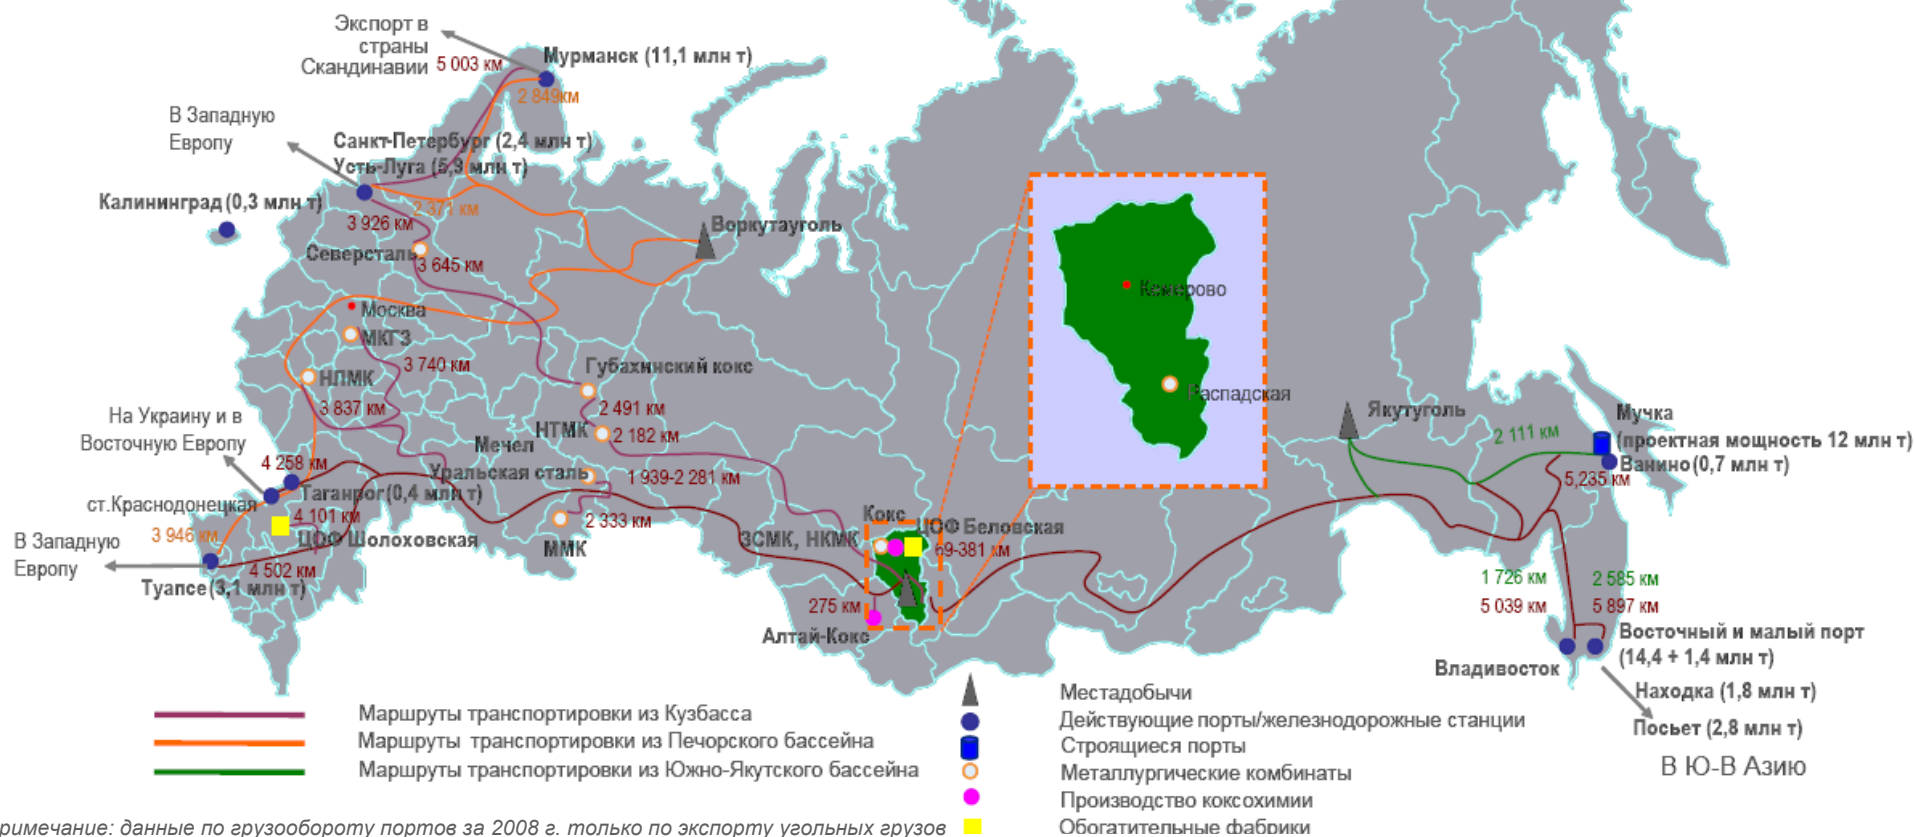 Экспорт в
страны
Скандинавии
5 003 км
Мурманск (11,1 млн т)
2 849км
В Западную
Европу
Санкт-Петербург (2,4 млн т)
Усть-Луга (5,9 млн т)
Калининград (0,3 млн т)
2 371 км
3 926 км
Воркутауголь
Северсталь
3 645 км
Москва
МКГЗ
3 740 км
Губахинский кокс
НЛМК
3 837 км
2 491 км
НТМК
2 182 км
На Украину и в
Восточную Европу
Мечел
Уральская сталь
1 939-2 281 км
4 258 км
Таганрог(0,4 млн т)
ст.Краснодонецкая
4 101 км
2 333 км
ММК
3 946 км
ЦОФ Шолоховская
В Западную
Европу
4 502 км
Туапсе (3,1 млн т)
Кокс
ЦОФ Беловская
ЗСМК, НКМК
69-381 км
275 км
Алтай-Кокс
Кемерово
Распадская
Якутуголь
2 111 км
Мучка
(проектная мощность 12 млн т)
Ванино(0,7 млн т)
5,235 км
1 726 км
2 585 км
5 039 км
5 897 км
Восточный и малый порт
(14,4 + 1,4 млн т)
Владивосток
Находка (1,8 млн т)
Посьет (2,8 млн т)
В Ю-В Азию
Маршруты транспортировки из Кузбасса
Маршруты транспортировки из Печорского бассейна
Маршруты транспортировки из Южно-Якутского бассейна
Местадобычи
Действующие порты/железнодорожные станции
Строящиеся порты
Металлургические комбинаты
Производство коксохимии
Обогатительные фабрики
римечание: данные по грузообороту портов за 2008 г. только по экспорту угольных грузов